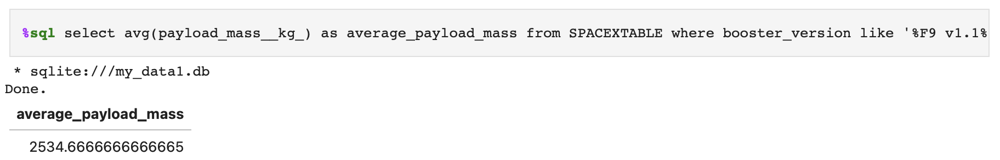 %sql select avg(payload_mass__kg_) as average_payload_mass from SPACEXTABLE where booster_version like '%F9 v1.1%
* sqlite:///my_data1.db
Done.
average_payload_mass
2534.6666666666665